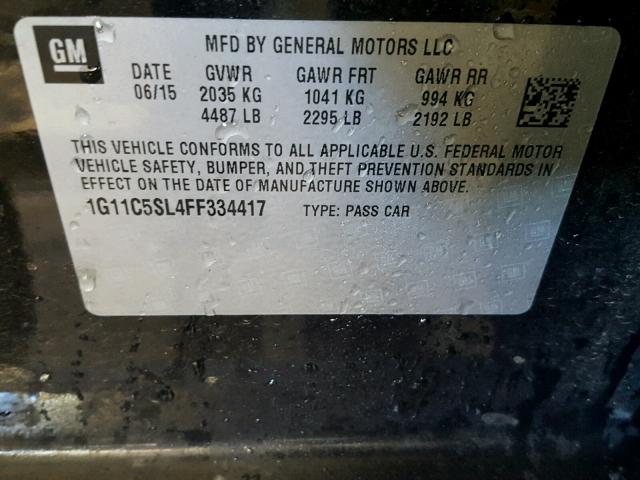 GM
MFD BY GENERAL MOTORS LLC
DATE GVWR GAWR FRT GAWR RR
06/15 2035 KG 1041 KG 994 KG
4487 LB 2295 LB 2192 LB
THIS VEHICLE CONFORMS TO ALL APPLICABLE U.S. FEDERAL MOTOR
VEHICLE SAFETY, BUMPER, AND THEFT PREVENTION STANDARDS IN
EFFECT ON THE DATE OF MANUFACTURE SHOWN ABOVE.
1G11C5SL4FF334417 TYPE: PASS CAR